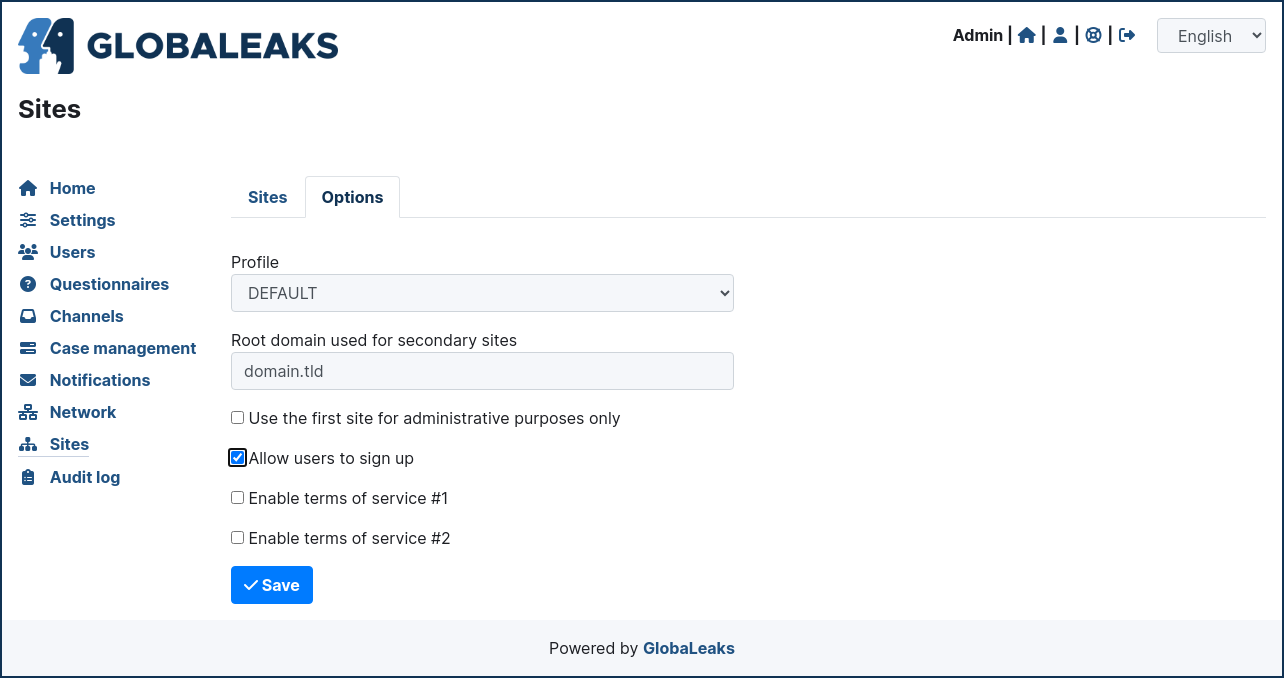 GLOBALEAKS
Admin | | | |
English
Sites
Home
Settings
Users
Questionnaires
Channels
Case management
Notifications
Network
Sites
Audit log
Sites Options
Profile
DEFAULT
Root domain used for secondary sites
domain.tld
Use the first site for administrative purposes only
Allow users to sign up
Enable terms of service #1
Enable terms of service #2
Save
Powered by GlobaLeaks